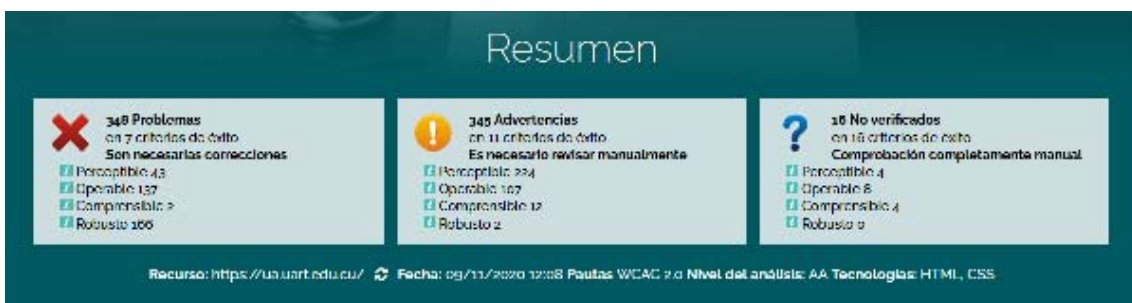 Resumen
348 Problemas
en 7 criterios de éxito
Son necesarias correcciones
Perceptible 43
Operable 137
Comprensible 2
Robusto 166
345 Advertencias
en 11 criterios de éxito
Es necesario revisar manualmente
Perceptible 224
Operable 107
Comprensible 12
Robusto 2
16 No verificados
en 16 criterios de éxito
Comprobación completamente manual
Perceptible 4
Operable 8
Comprensible 4
Robusto 0
Recurso: https://ua.uart.edu.cu/ Fecha: 09/11/2020 12:08 Pautas WCAG 2.0 Nivel del análisis: AA Tecnologías: HTML, CSS